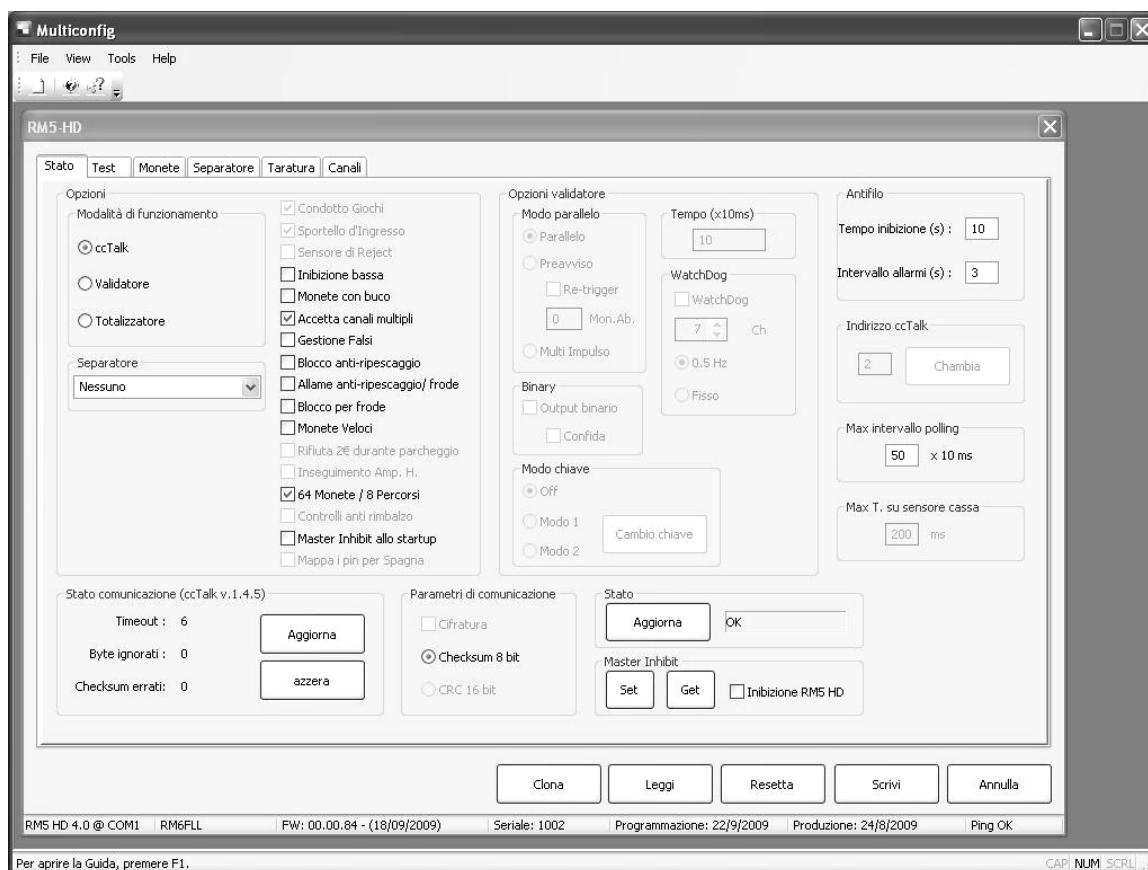 Multiconfig
File View Tools Help
RM5-HD
Stato Test Monete Separatore Taratura Canali
Opzioni
Modalità di funzionamento
ccTalk
Validatore
Totalizzatore
Separatore
Nessuno
Condotto Giochi
Sportello d'Ingresso
Sensore di Reject
Inibizione bassa
Monete con buco
Accetta canali multipli
Gestione Falsi
Blocco anti-ripescaggio
Allame anti-ripescaggio/ frode
Blocco per frode
Monete Veloci
Rifiuta 2€ durante parcheggio
Inseguimento Amp. H.
64 Monete / 8 Percorsi
Controlli anti rimbalzo
Master Inhibit allo startup
Mappa i pin per Spagna
Opzioni validatore
Modo parallelo
Parallelo
Preavviso
Re-trigger
0 Mon.Ab.
Multi Impulso
Binary
Output binario
Confida
Modo chiave
Off
Modo 1
Modo 2
Cambio chiave
Tempo (x10ms)
10
WatchDog
WatchDog
7 Ch
0.5 Hz
Fisso
Antifilo
Tempo inibizione (s) : 10
Intervallo allarmi (s) : 3
Indirizzo ccTalk
2 Chambia
Max intervallo polling
50 x 10 ms
Max T. su sensore cassa
200 ms
Stato comunicazione (ccTalk v.1.4.5)
Timeout : 6
Byte ignorati : 0
Checksum errati: 0
Aggiorna
azzera
Parametri di comunicazione
Cifratura
Checksum 8 bit
CRC 16 bit
Stato
Aggiorna OK
Master Inhibit
Set Get Inibizione RM5 HD
Clona Leggi Resetta Scrivi Annulla
RM5 HD 4.0 @ COM1 RM6FLL FW: 00.00.84 - (18/09/2009) Seriale: 1002 Programmazione: 22/9/2009 Produzione: 24/8/2009 Ping OK
Per aprire la Guida, premere F1. CAP NUM SCRL